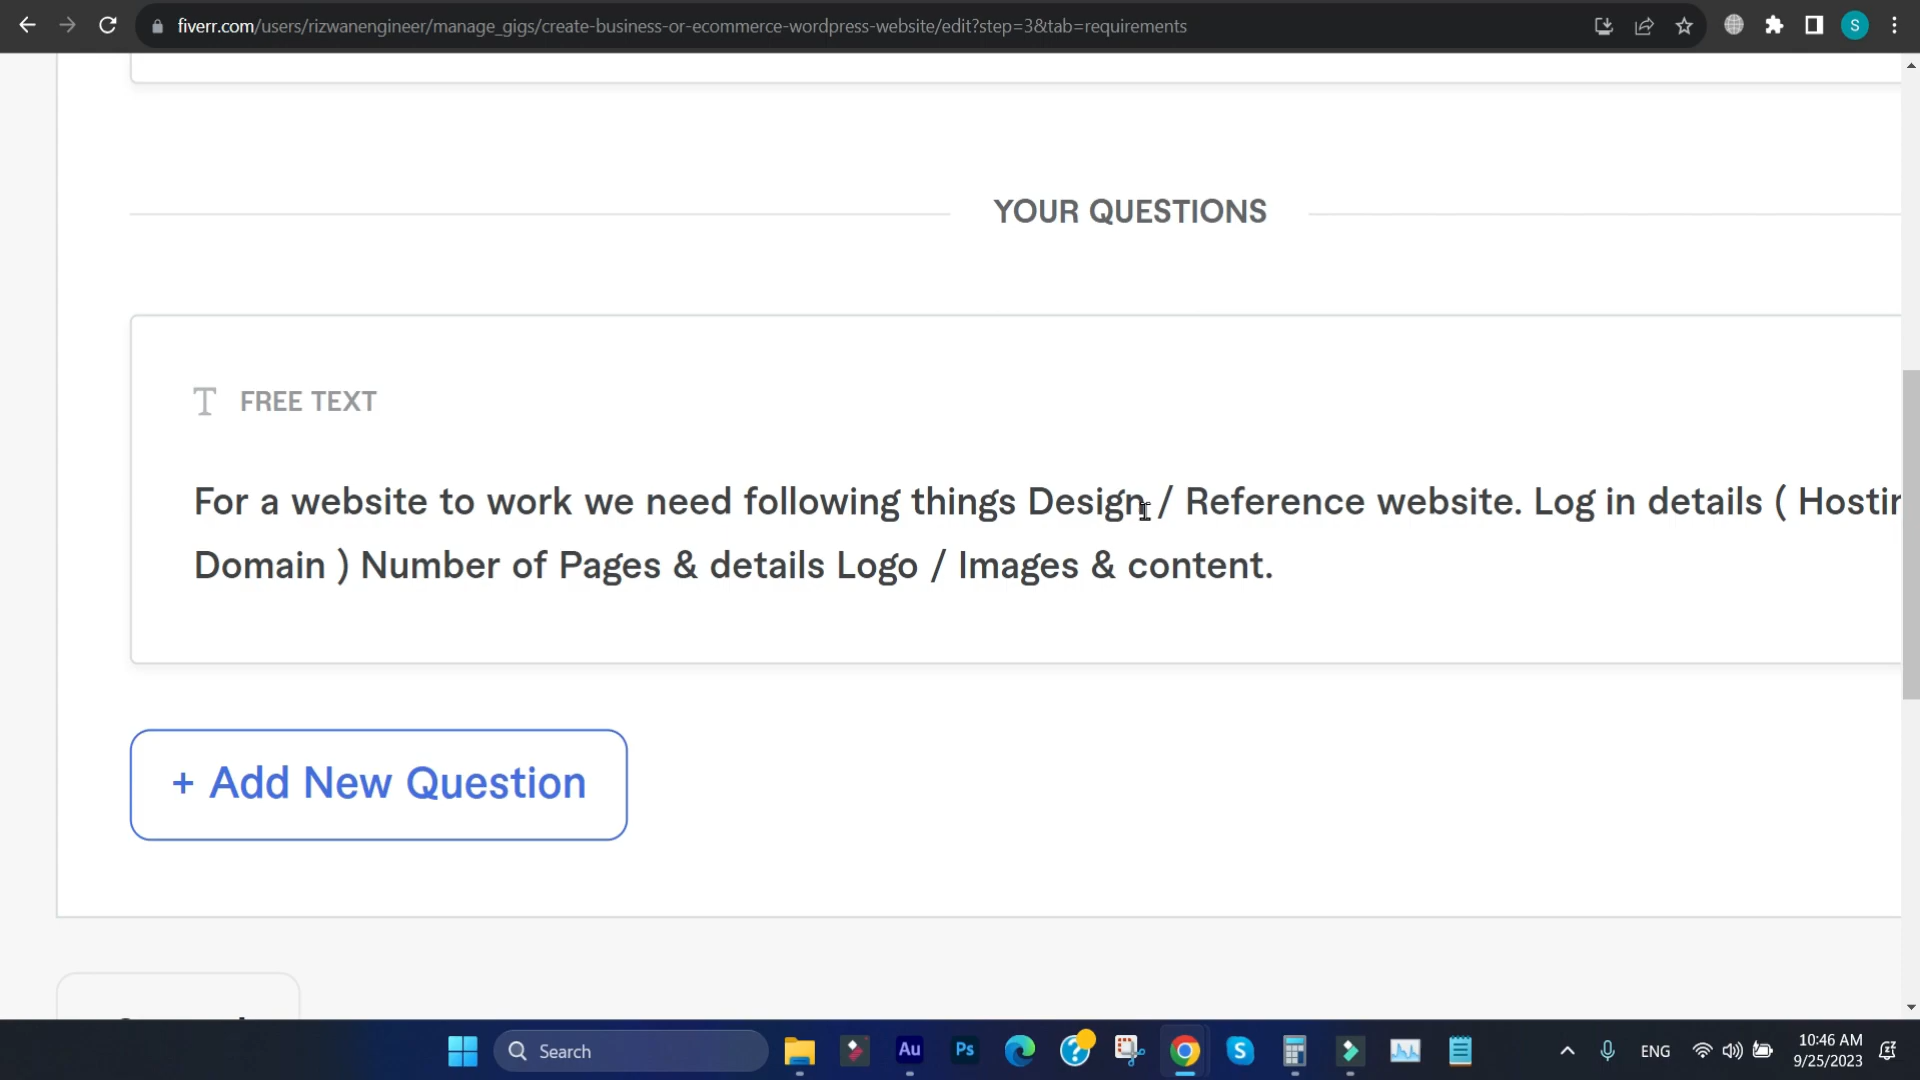 fiverr.com/users/rizwanengineer/manage_gigs/create-business-or-ecommerce-wordpress-website/edit?step=3&tab=requirements
S
YOUR QUESTIONS
FREE TEXT
For a website to work we need following things Design / Reference website. Log in details ( Hostin
Domain ) Number of Pages & details Logo / Images & content.
+ Add New Question
Search
Au
Ps
S
ENG
10:46 AM
9/25/2023